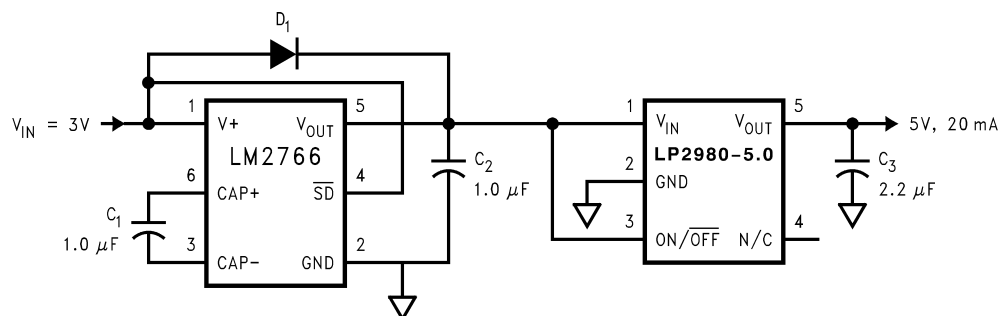 D1
VIN = 3V
1
V+
VOUT
5
LM2766
6
CAP+
SD
4
C1
1.0 µF
3
CAP-
GND
2
C2
1.0 µF
1
VIN
VOUT
5
LP2980-5.0
2
GND
3
ON/OFF
N/C
4
5V, 20 mA
C3
2.2 µF